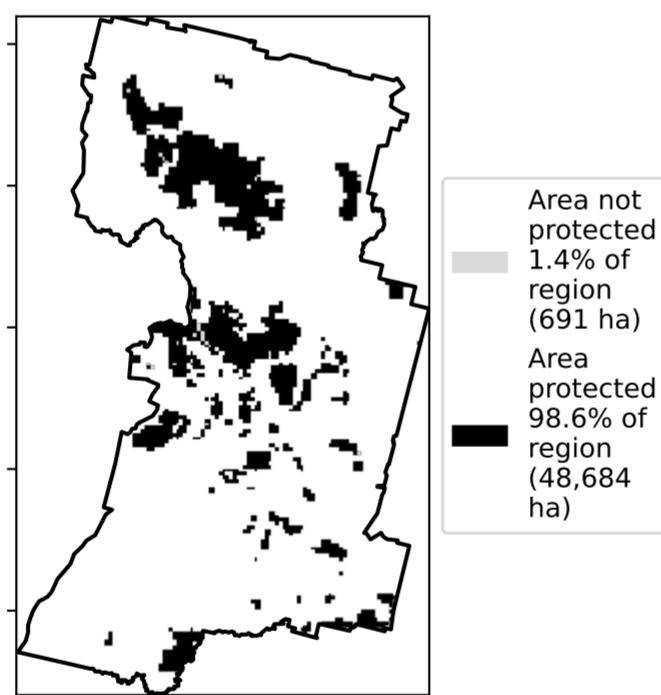 Area not
protected
1.4% of
region
(691 ha)
Area
protected
98.6% of
region
(48,684
ha)